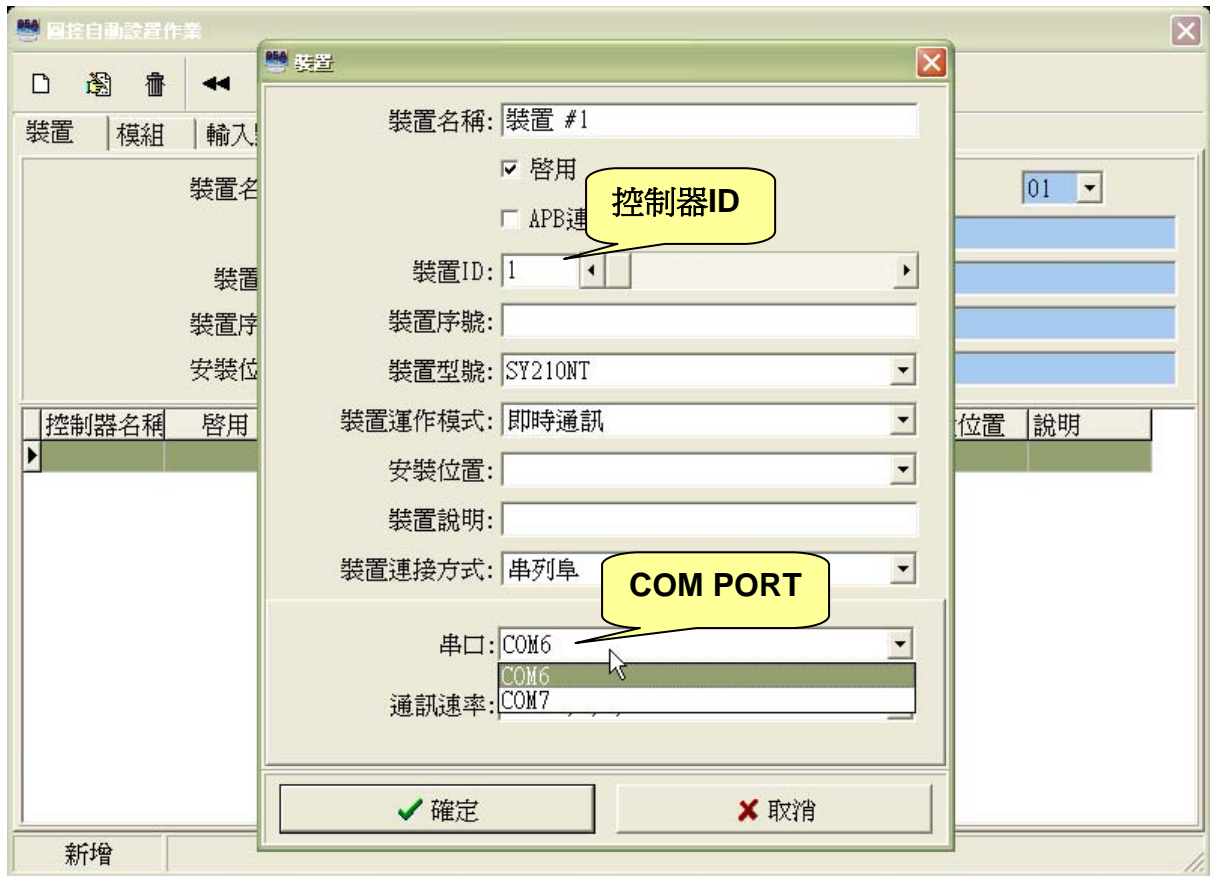 圖控自動設置作業
裝置
裝置 模組 輸入
裝置名稱: 裝置 #1
啓用
APB連
控制器ID
裝置名
01
裝置ID: 1
裝置
裝置序號:
裝置序
裝置型號: SY210NT
安裝位
裝置運作模式: 即時通訊
控制器名稱 啓用 位置 說明
安裝位置:
裝置說明:
裝置連接方式: 串列阜
COM PORT
串口: COM6
COM6
COM7
通訊速率:
確定 取消
新增